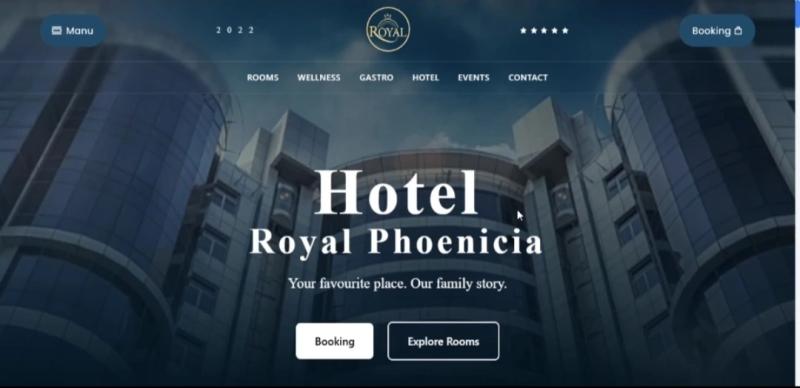 Manu
2022
ROYAL
★★★★★
Booking
ROOMS WELLNESS GASTRO HOTEL EVENTS CONTACT
Hotel
Royal Phoenicia
Your favourite place. Our family story.
Booking Explore Rooms